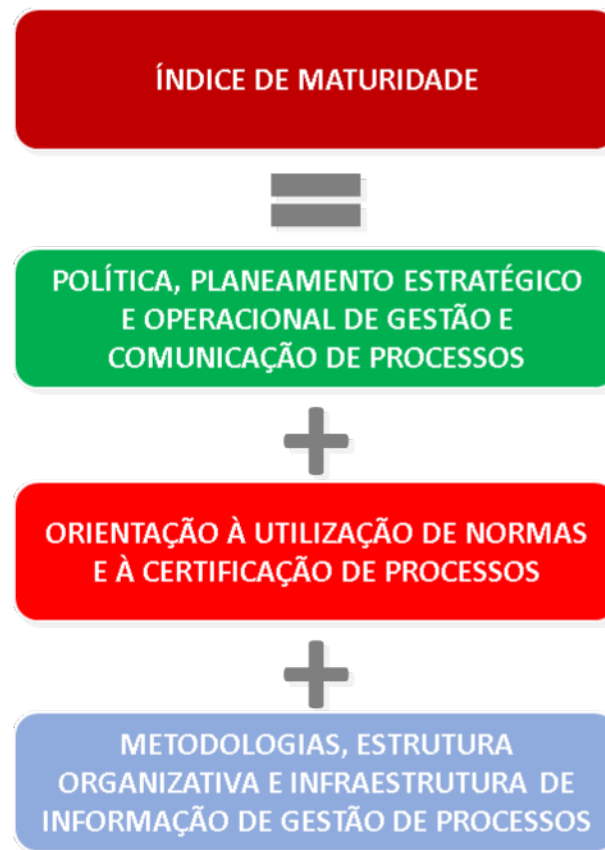 ÍNDICE DE MATURIDADE
=
POLÍTICA, PLANEAMENTO ESTRATÉGICO
E OPERACIONAL DE GESTÃO E
COMUNICAÇÃO DE PROCESSOS
+
ORIENTAÇÃO À UTILIZAÇÃO DE NORMAS
E À CERTIFICAÇÃO DE PROCESSOS
+
METODOLOGIAS, ESTRUTURA
ORGANIZATIVA E INFRAESTRUTURA DE
INFORMAÇÃO DE GESTÃO DE PROCESSOS